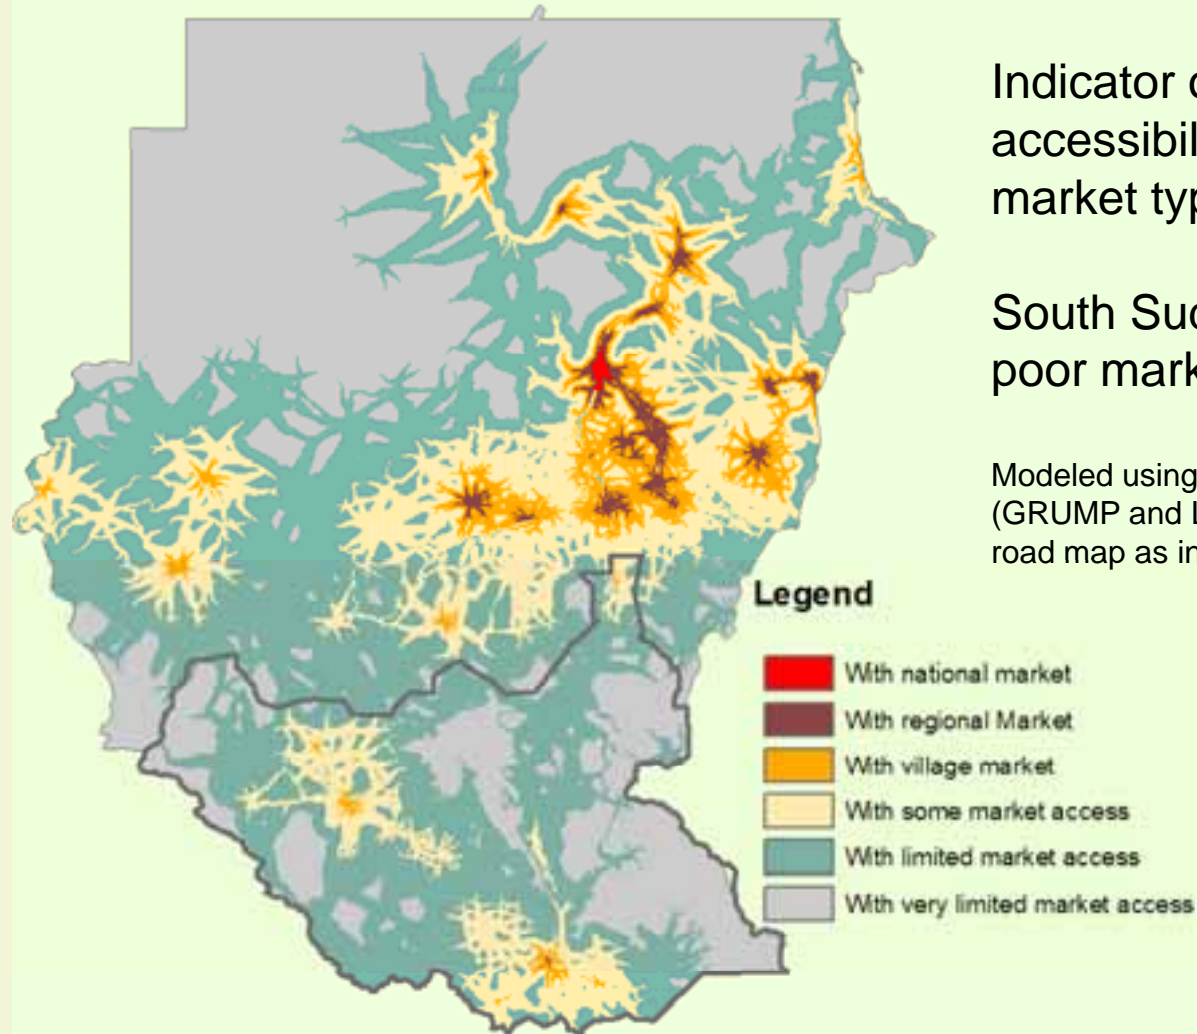 Indicator
accessibil
market typ
South Suc
poor mark
Modeled using
(GRUMP and L
road map as in
Legend
With national market
With regional Market
With village market
With some market access
With limited market access
With very limited market access